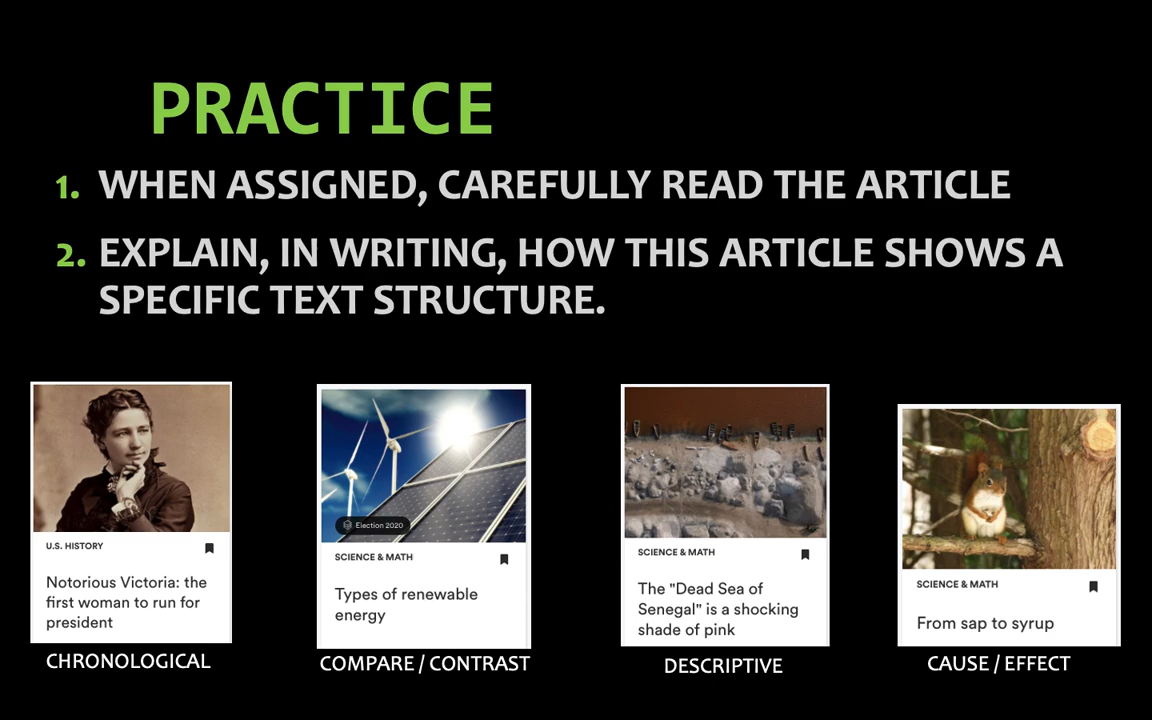 PRACTICE
1. WHEN ASSIGNED, CAREFULLY READ THE ARTICLE
2. EXPLAIN, IN WRITING, HOW THIS ARTICLE SHOWS A
SPECIFIC TEXT STRUCTURE.
U.S. HISTORY
Notorious Victoria: the
first woman to run for
president
CHRONOLOGICAL
Election 2020
SCIENCE & MATH
Types of renewable
energy
COMPARE / CONTRAST
SCIENCE & MATH
The "Dead Sea of
Senegal" is a shocking
shade of pink
DESCRIPTIVE
SCIENCE & MATH
From sap to syrup
CAUSE / EFFECT